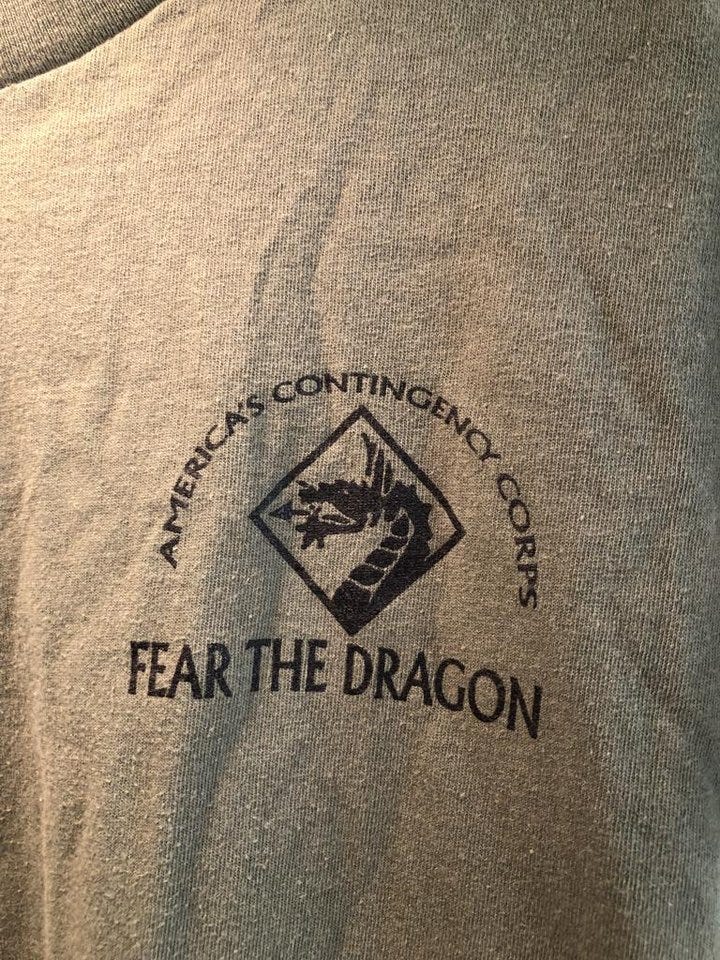 AMERICA'S CONTINGENCY CORPS
FEAR THE DRAGON